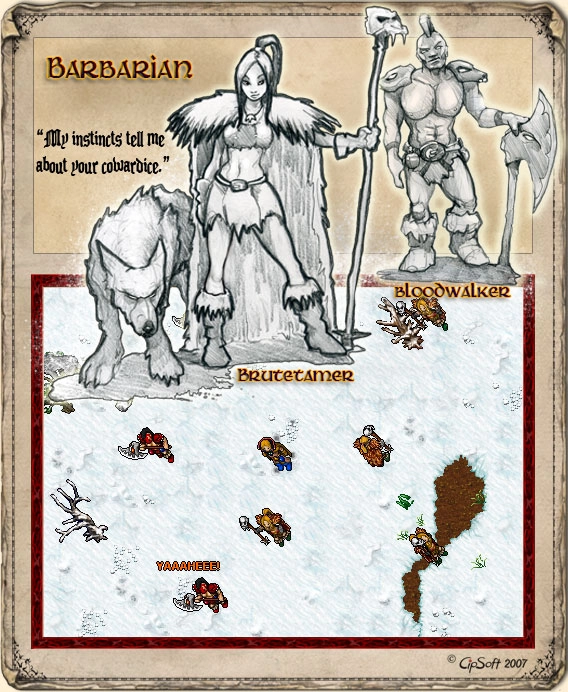 Barbarian
"My instincts tell me
about your cowardice."
Bloodwalker
Brutetamer
YAAAHEEE!
© CipSoft 2007